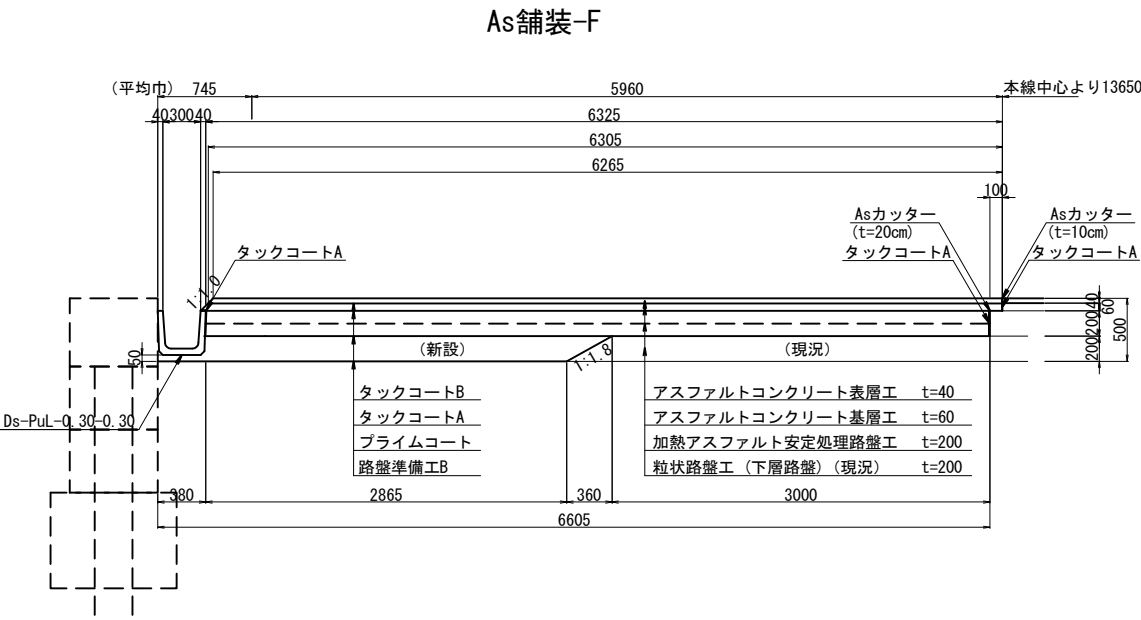 As舗装-F
(平均巾) 745
5960
本線中心より13650
40 300 40
6325
6305
6265
100
Asカッター
(t=20cm)
タックコートA
Asカッター
(t=10cm)
タックコートA
タックコートA
1:1.0
40
60
200
200
500
50
(新設)
1:1.8
(現況)
Ds-PuL-0.30-0.30
タックコートB
タックコートA
プライムコート
路盤準備工B
アスファルトコンクリート表層工 t=40
アスファルトコンクリート基層工 t=60
加熱アスファルト安定処理路盤工 t=200
粒状路盤工 (下層路盤) (現況) t=200
380
2865
360
3000
6605